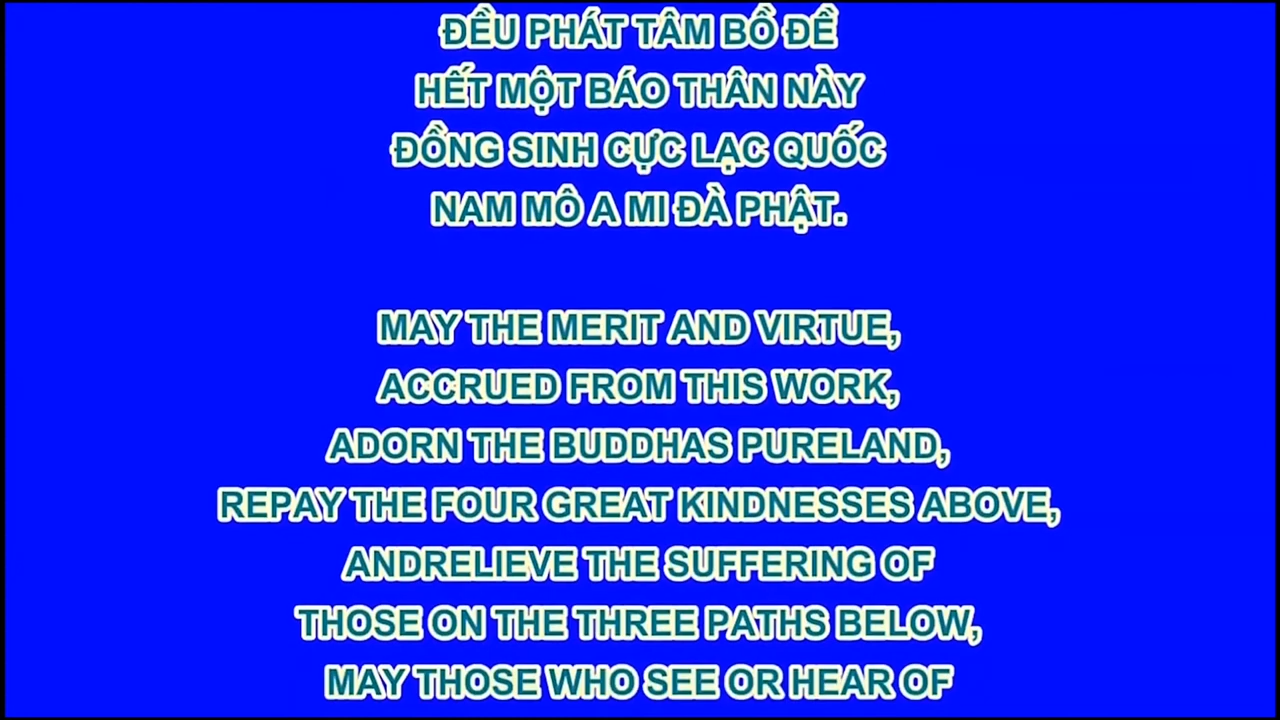 ĐỀU PHÁT TÂM BỒ ĐỀ
HẾT MỘT BÁO THÂN NÀY
ĐỒNG SINH CỰC LẠC QUỐC
NAM MÔ A MI ĐÀ PHẬT.
MAY THE MERIT AND VIRTUE,
ACCRUED FROM THIS WORK,
ADORN THE BUDDHAS PURELAND,
REPAY THE FOUR GREAT KINDNESSES ABOVE,
ANDRELIEVE THE SUFFERING OF
THOSE ON THE THREE PATHS BELOW,
MAY THOSE WHO SEE OR HEAR OF